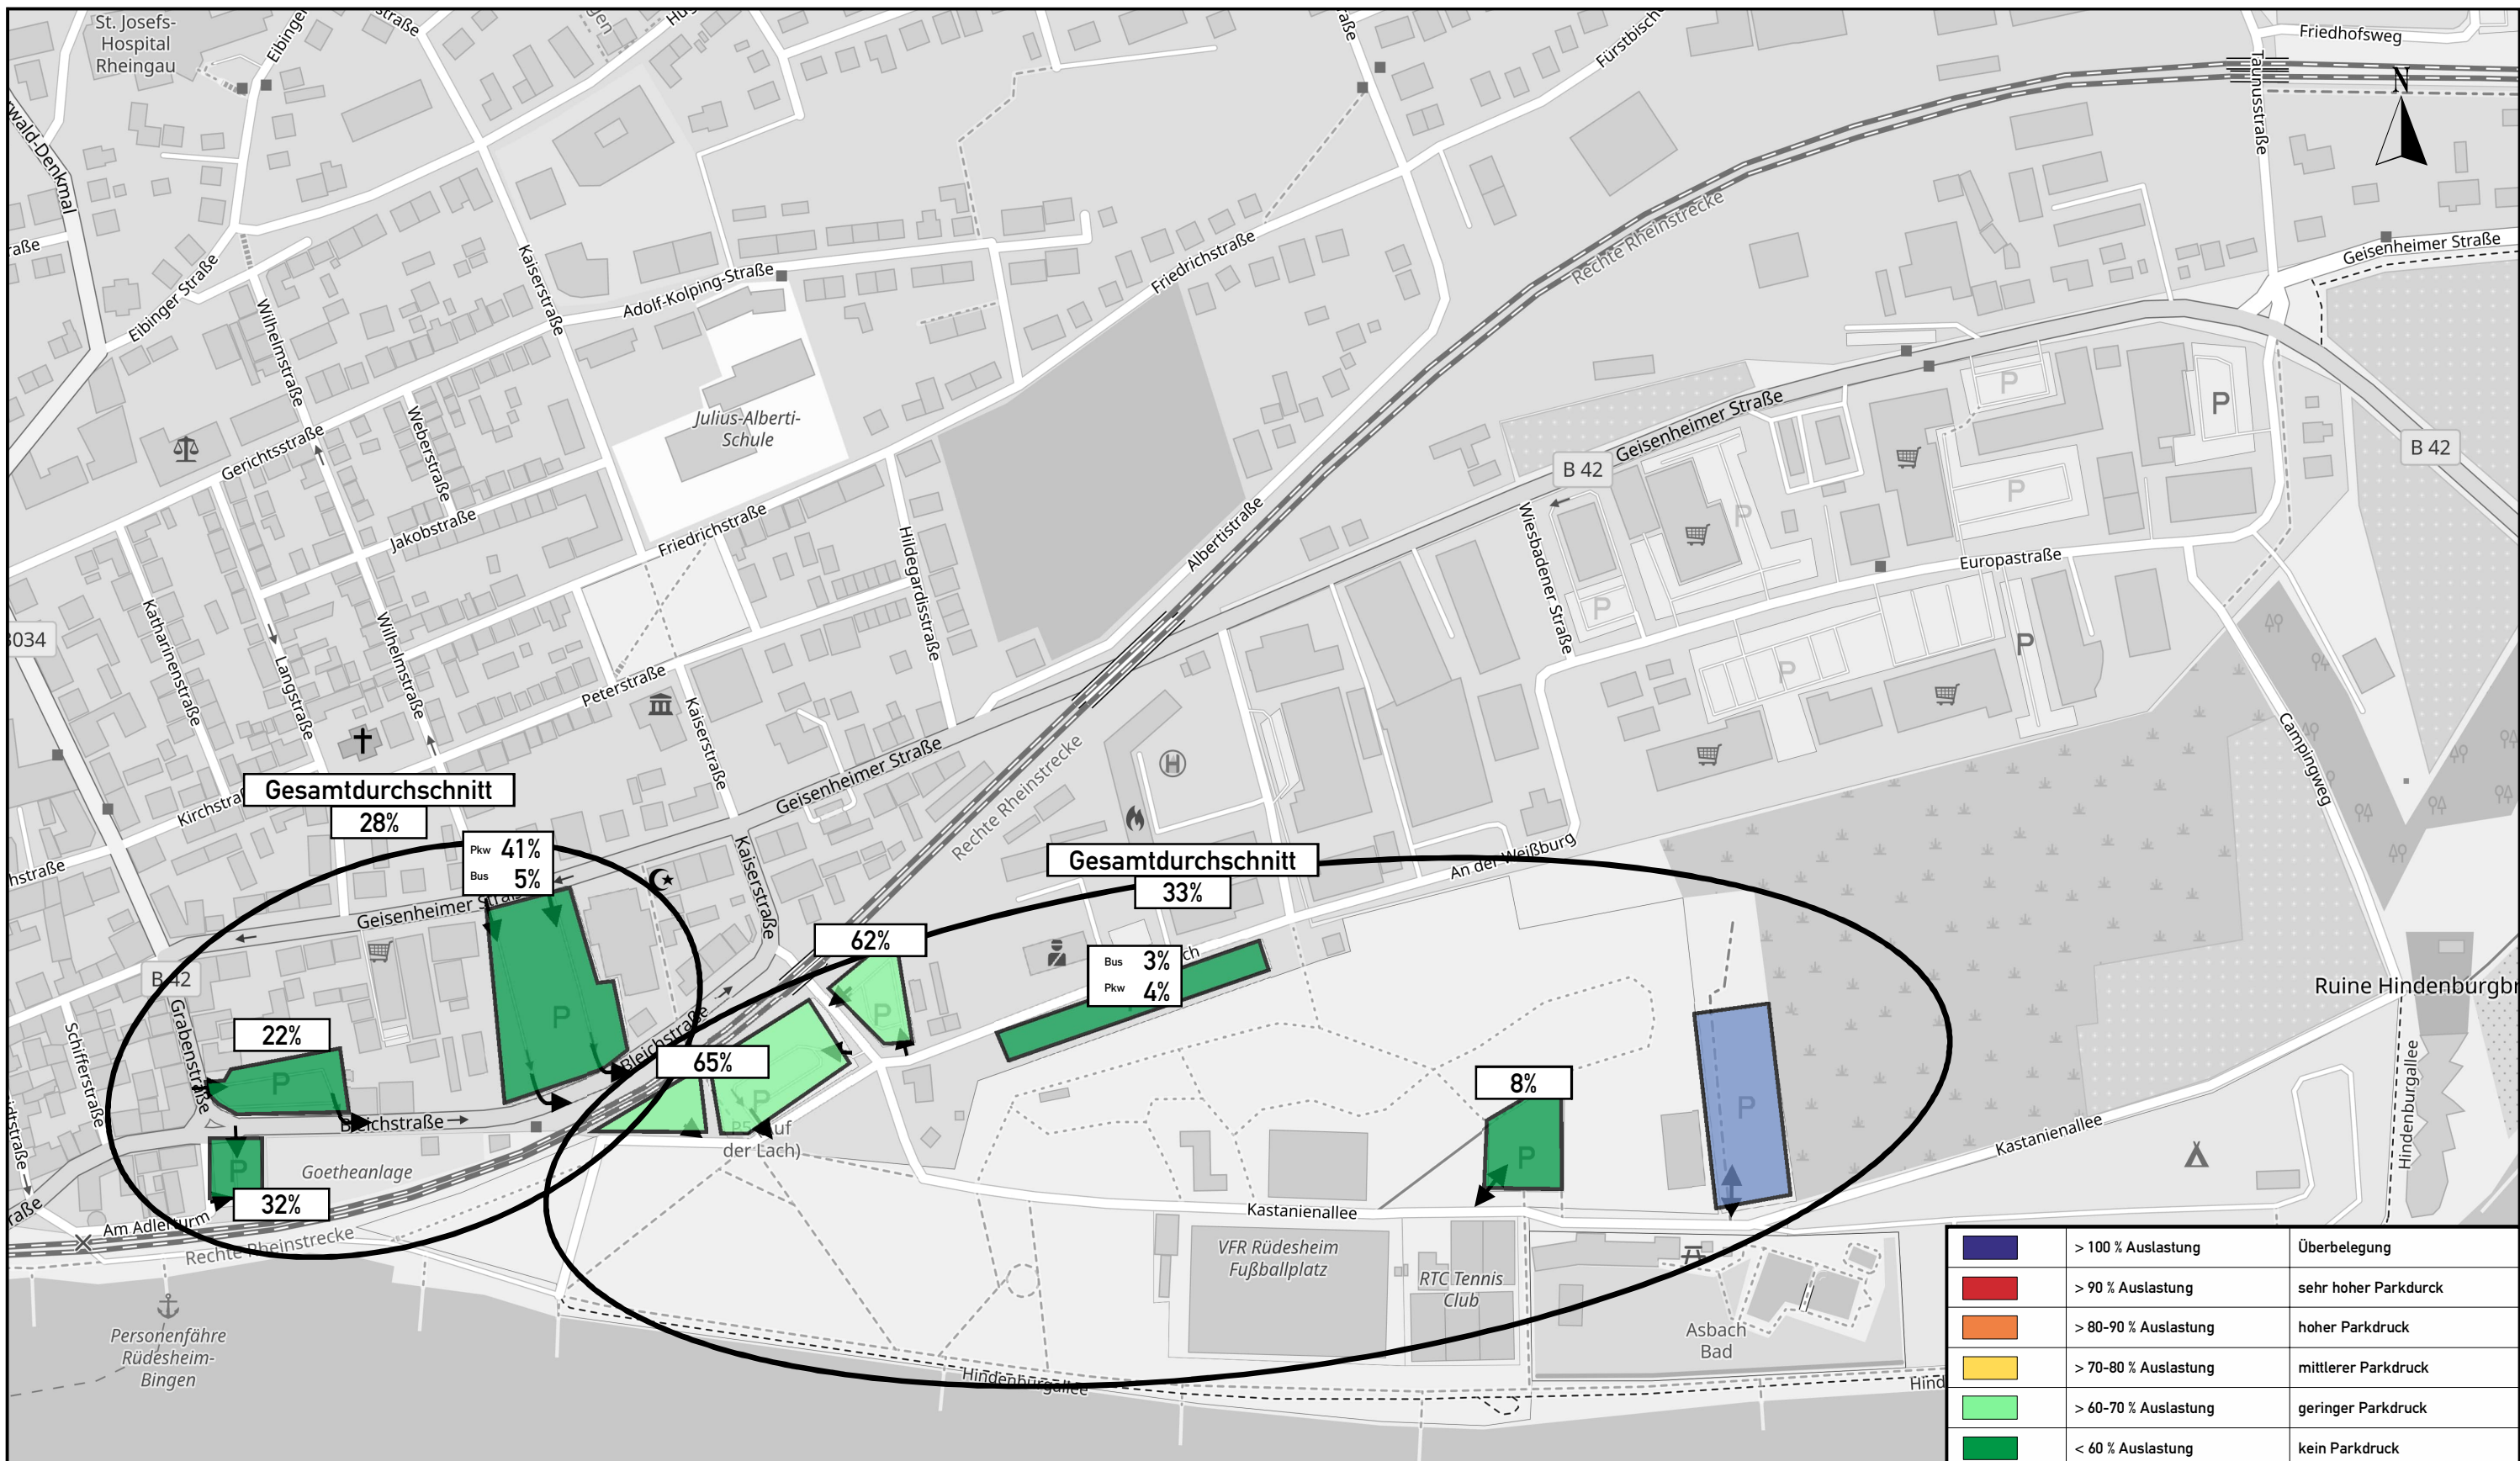 St. Josefs-
Hospital
Rheingau
Friedhofsweg
Taunusstraße
N
Geisenheimer Straße
Rechte Rheinstrecke
Kaiserstraße
Adolf-Kolping-Straße
Friedrichstraße
Eibinger Straße
Wilhelmstraße
Weberstraße
Gerichtsstraße
Jakobstraße
Julius-Alberti-
Schule
Friedrichstraße
Hildegardisstraße
Albertistraße
Geisenheimer Straße
B 42
B 42
P
P
P
P
P
P
P
Wiesbadener Straße
Europastraße
Katharinenstraße
Langstraße
Wilhelmstraße
Peterstraße
Kaiserstraße
Geisenheimer Straße
Rechte Rheinstrecke
H
Campingweg
Gesamtdurchschnitt
28%
Pkw 41%
Bus 5%
Gesamtdurchschnitt
33%
An der Weißburg
Kaiserstraße
62%
Bus 3%
Pkw 4%
B 42
Ruine Hindenburgbr
Schifferstraße
Grabenstraße
22%
P
P
P
Bleichstraße
65%
P
8%
P
P
Bleichstraße
der Lach)
Goetheanlage
P
32%
Am Adlerturm
Rechte Rheinstrecke
Kastanienallee
Kastanienallee
Hindenburgallee
VFR Rüdesheim
Fußballplatz
RTC Tennis
Club
Asbach
Bad
Personenfähre
Rüdesheim-
Bingen
Hindenburgallee
> 100 % Auslastung Überbelegung
> 90 % Auslastung sehr hoher Parkdurck
> 80-90 % Auslastung hoher Parkdruck
> 70-80 % Auslastung mittlerer Parkdruck
> 60-70 % Auslastung geringer Parkdruck
< 60 % Auslastung kein Parkdruck